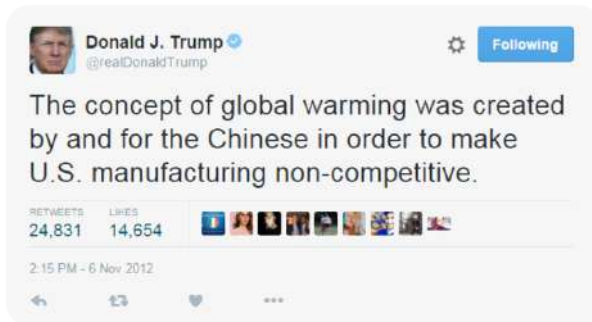 Donald J. Trump
@realDonaldTrump
Following
The concept of global warming was created
by and for the Chinese in order to make
U.S. manufacturing non-competitive.
RETWEETS LIKES
24,831 14,654
2:15 PM - 6 Nov 2012